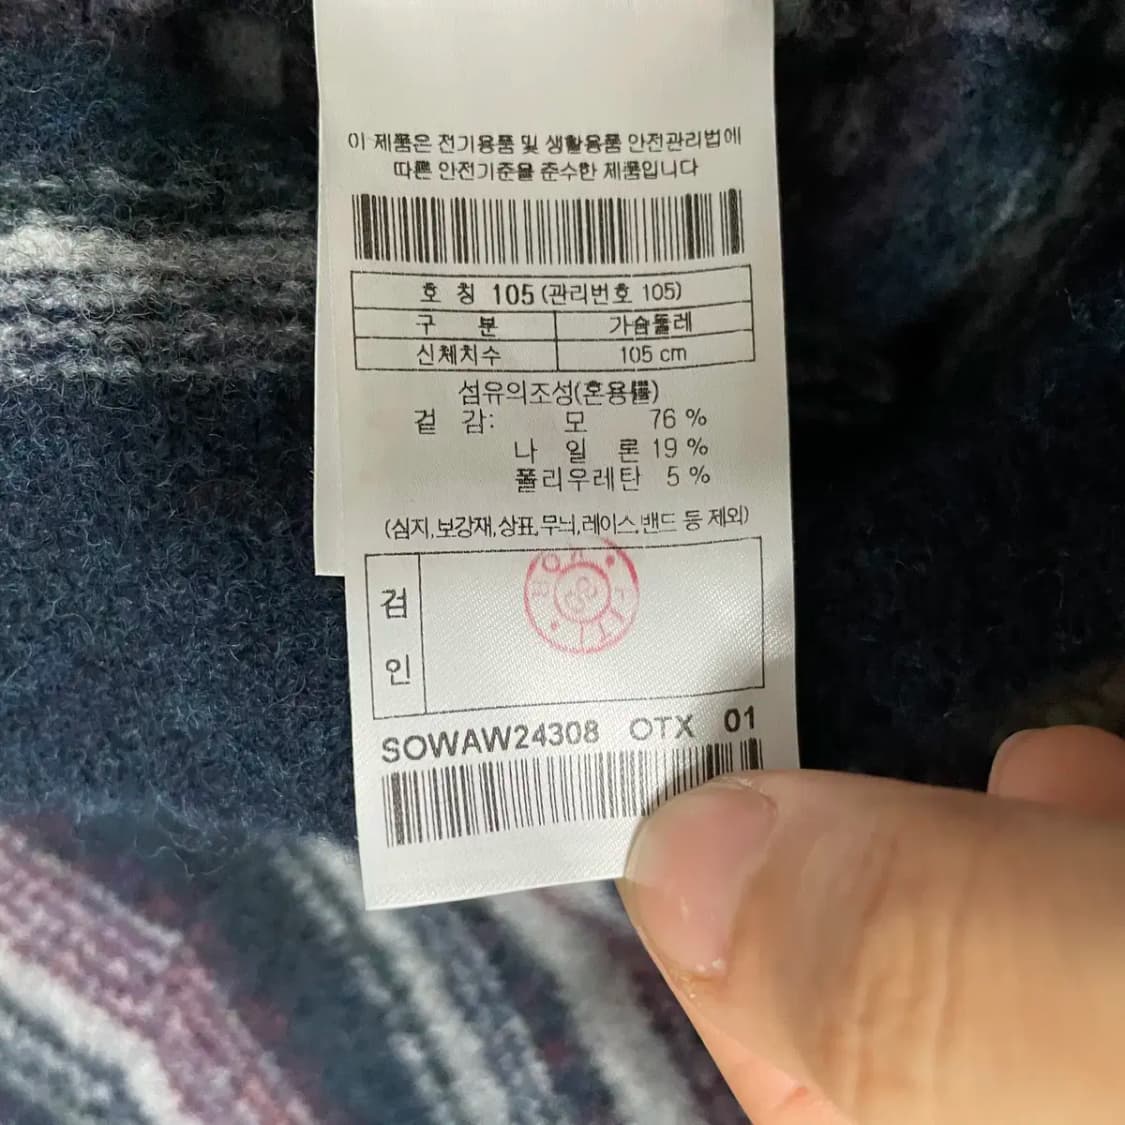 이 제품은 전기용품 및 생활용품 안전관리법에
따른 안전기준을 준수한 제품입니다
호 칭 105 (관리번호 105)
구 분 가슴둘레
신체치수 105 cm
섬유의조성(혼용률)
겉 감: 모 76 %
나 일 론 19 %
폴리우레탄 5 %
(심지,보강재,상표,무늬,레이스,밴드 등 제외)
검
인
SOWAW24308 OTX 01